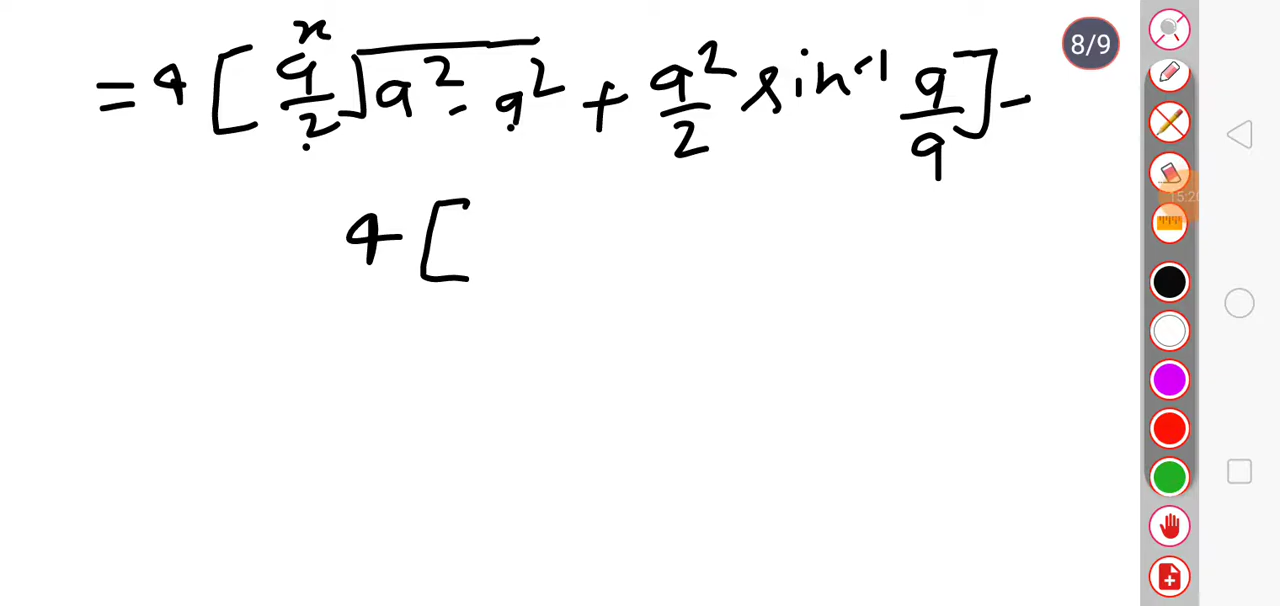 = 4 [ a/2 √(a² - a²) + a²/2 sin⁻¹ a/a ] -
x
4 [
8/9